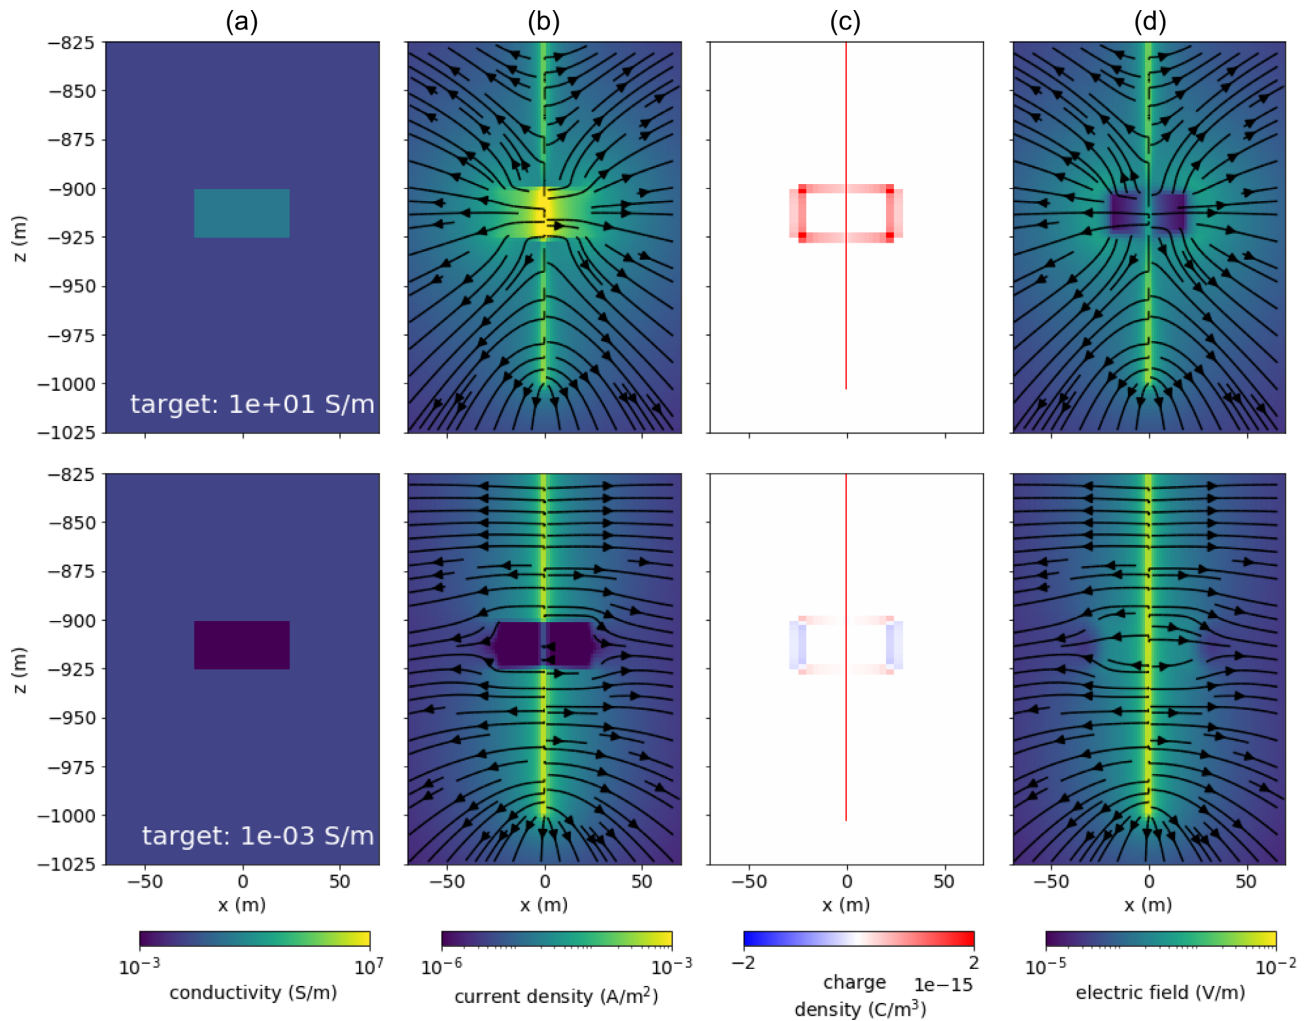 (a) (b) (c) (d)
−825
−850
−875
−900
−925
−950
−975
−1000
−1025
z (m)
target: 1e+01 S/m
−825
−850
−875
−900
−925
−950
−975
−1000
−1025
z (m)
target: 1e-03 S/m
−50 0 50 −50 0 50 −50 0 50 −50 0 50
x (m) x (m) x (m) x (m)
10⁻³ 10⁷ 10⁻⁶ 10⁻³ −2 2 10⁻⁵ 10⁻²
conductivity (S/m) current density (A/m²) charge 1e−15 electric field (V/m)
density (C/m³)